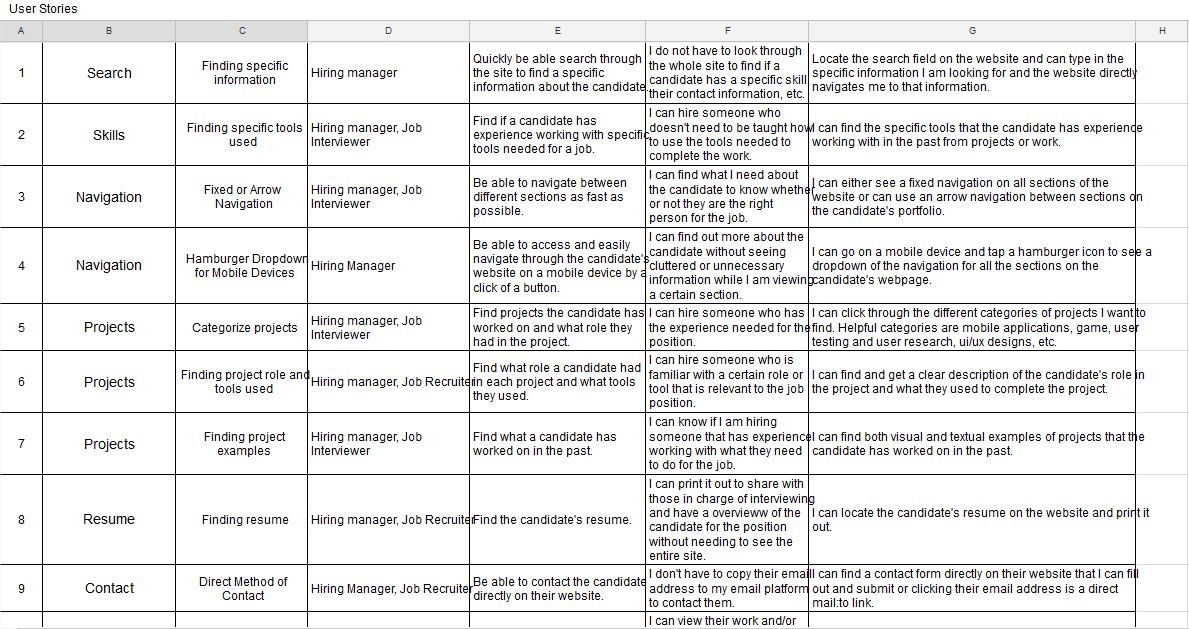 User Stories
A B C D E F G H
1
Search
Finding specific
information
Hiring manager
Quickly be able search through
the site to find a specific
information about the candidate.
I do not have to look through
the whole site to find if a
candidate has a specific skill,
their contact information, etc.
Locate the search field on the website and can type in the
specific information I am looking for and the website directly
navigates me to that information.
2
Skills
Finding specific tools
used
Hiring manager, Job
Interviewer
Find if a candidate has
experience working with specific
tools needed for a job.
I can hire someone who
doesn't need to be taught how
to use the tools needed to
complete the work.
I can find the specific tools that the candidate has experience
working with in the past from projects or work.
3
Navigation
Fixed or Arrow
Navigation
Hiring manager, Job
Interviewer
Be able to navigate between
different sections as fast as
possible.
I can find what I need about
the candidate to know whether
or not they are the right
person for the job.
I can either see a fixed navigation on all sections of the
website or can use an arrow navigation between sections on
the candidate's portfolio.
4
Navigation
Hamburger Dropdown
for Mobile Devices
Hiring Manager
Be able to access and easily
navigate through the candidate's
website on a mobile device by a
click of a button.
I can find out more about the
candidate without seeing
cluttered or unnecessary
information while I am viewing
a certain section.
I can go on a mobile device and tap a hamburger icon to see a
dropdown of the navigation for all the sections on the
candidate's webpage.
5
Projects
Categorize projects
Hiring manager, Job
Interviewer
Find projects the candidate has
worked on and what role they
had in the project.
I can hire someone who has
the experience needed for the
position.
I can click through the different categories of projects I want to
find. Helpful categories are mobile applications, game, user
testing and user research, ui/ux designs, etc.
6
Projects
Finding project role and
tools used
Hiring manager, Job Recruiter
Find what role a candidate had
in each project and what tools
they used.
I can hire someone who is
familiar with a certain role or
tool that is relevant to the job
position.
I can find and get a clear description of the candidate's role in
the project and what they used to complete the project.
7
Projects
Finding project
examples
Hiring manager, Job
Interviewer
Find what a candidate has
worked on in the past.
I can know if I am hiring
someone that has experience
working with what they need
to do for the job.
I can find both visual and textual examples of projects that the
candidate has worked on in the past.
8
Resume
Finding resume
Hiring manager, Job Recruiter
Find the candidate's resume.
I can print it out to share with
those in charge of interviewing
and have a overvieww of the
candidate for the position
without needing to see the
entire site.
I can locate the candidate's resume on the website and print it
out.
9
Contact
Direct Method of
Contact
Hiring Manager, Job Recruiter
Be able to contact the candidate
directly on their website.
I don't have to copy their email
address to my email platform
to contact them.
I can find a contact form directly on their website that I can fill
out and submit or clicking their email address is a direct
mail:to link.
I can view their work and/or